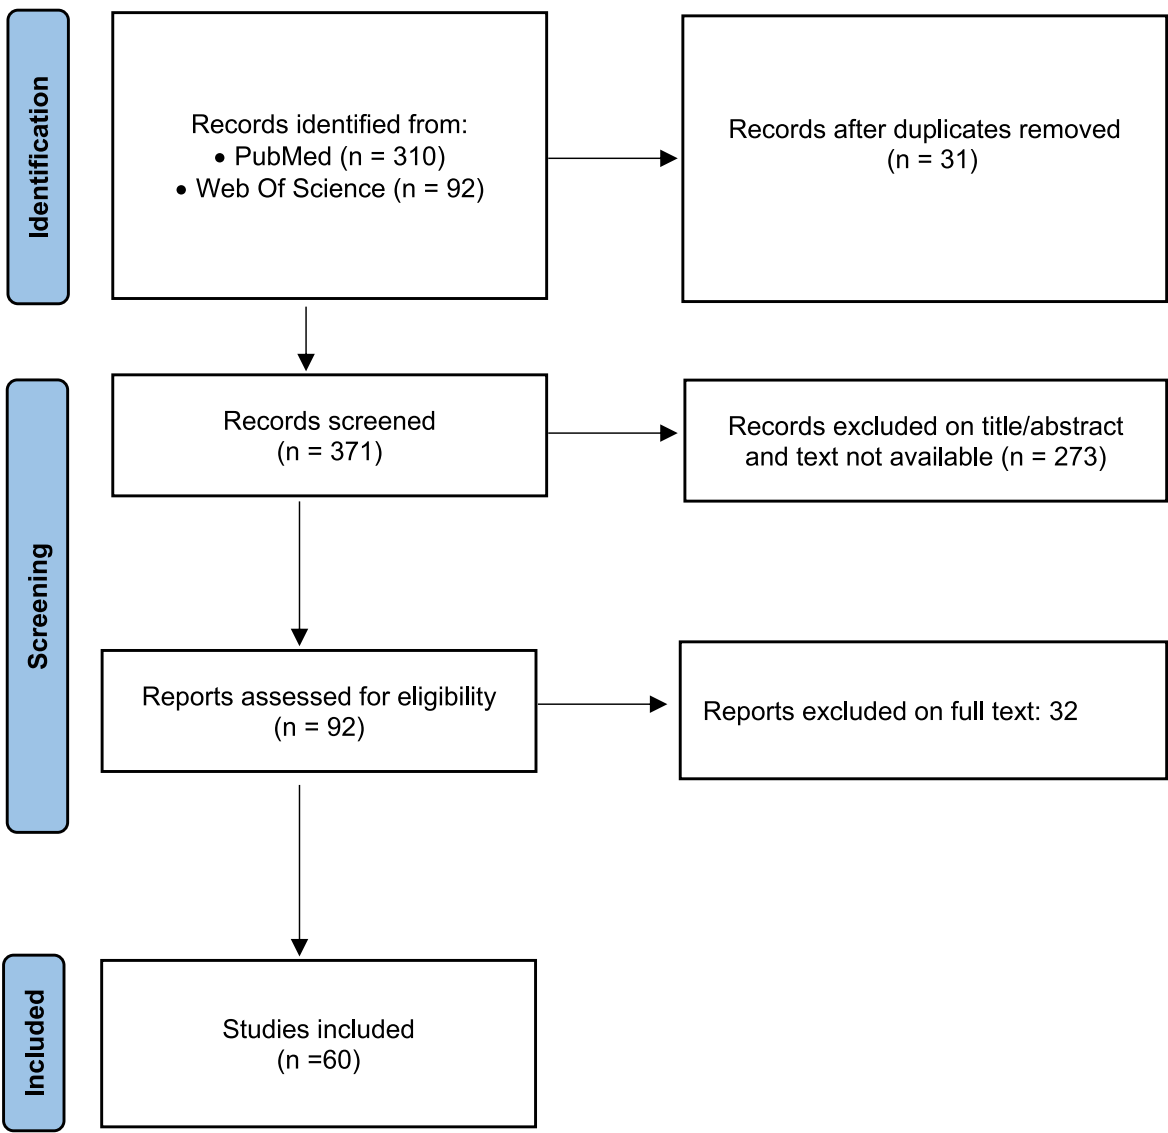 Identification
Records identified from:
• PubMed (n = 310)
• Web Of Science (n = 92)
Records after duplicates removed
(n = 31)
Screening
Records screened
(n = 371)
Records excluded on title/abstract
and text not available (n = 273)
Reports assessed for eligibility
(n = 92)
Reports excluded on full text: 32
Included
Studies included
(n =60)